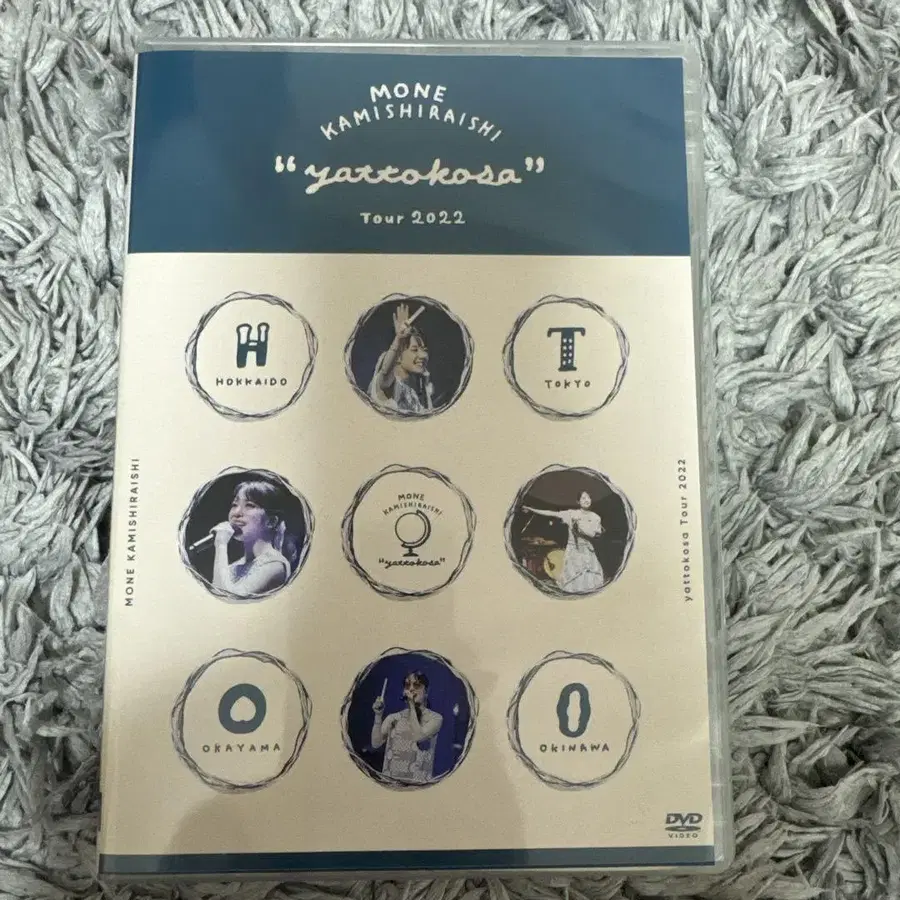 MONE
KAMISHIRAISHI
"yattokosa"
Tour 2022
H
HOKKAIDO
T
TOKYO
MONE KAMISHIRAISHI
MONE
KAMISHIRAISHI
"yattokosa"
yattokosa Tour 2022
O
OKAYAMA
O
OKINAWA
DVD
VIDEO